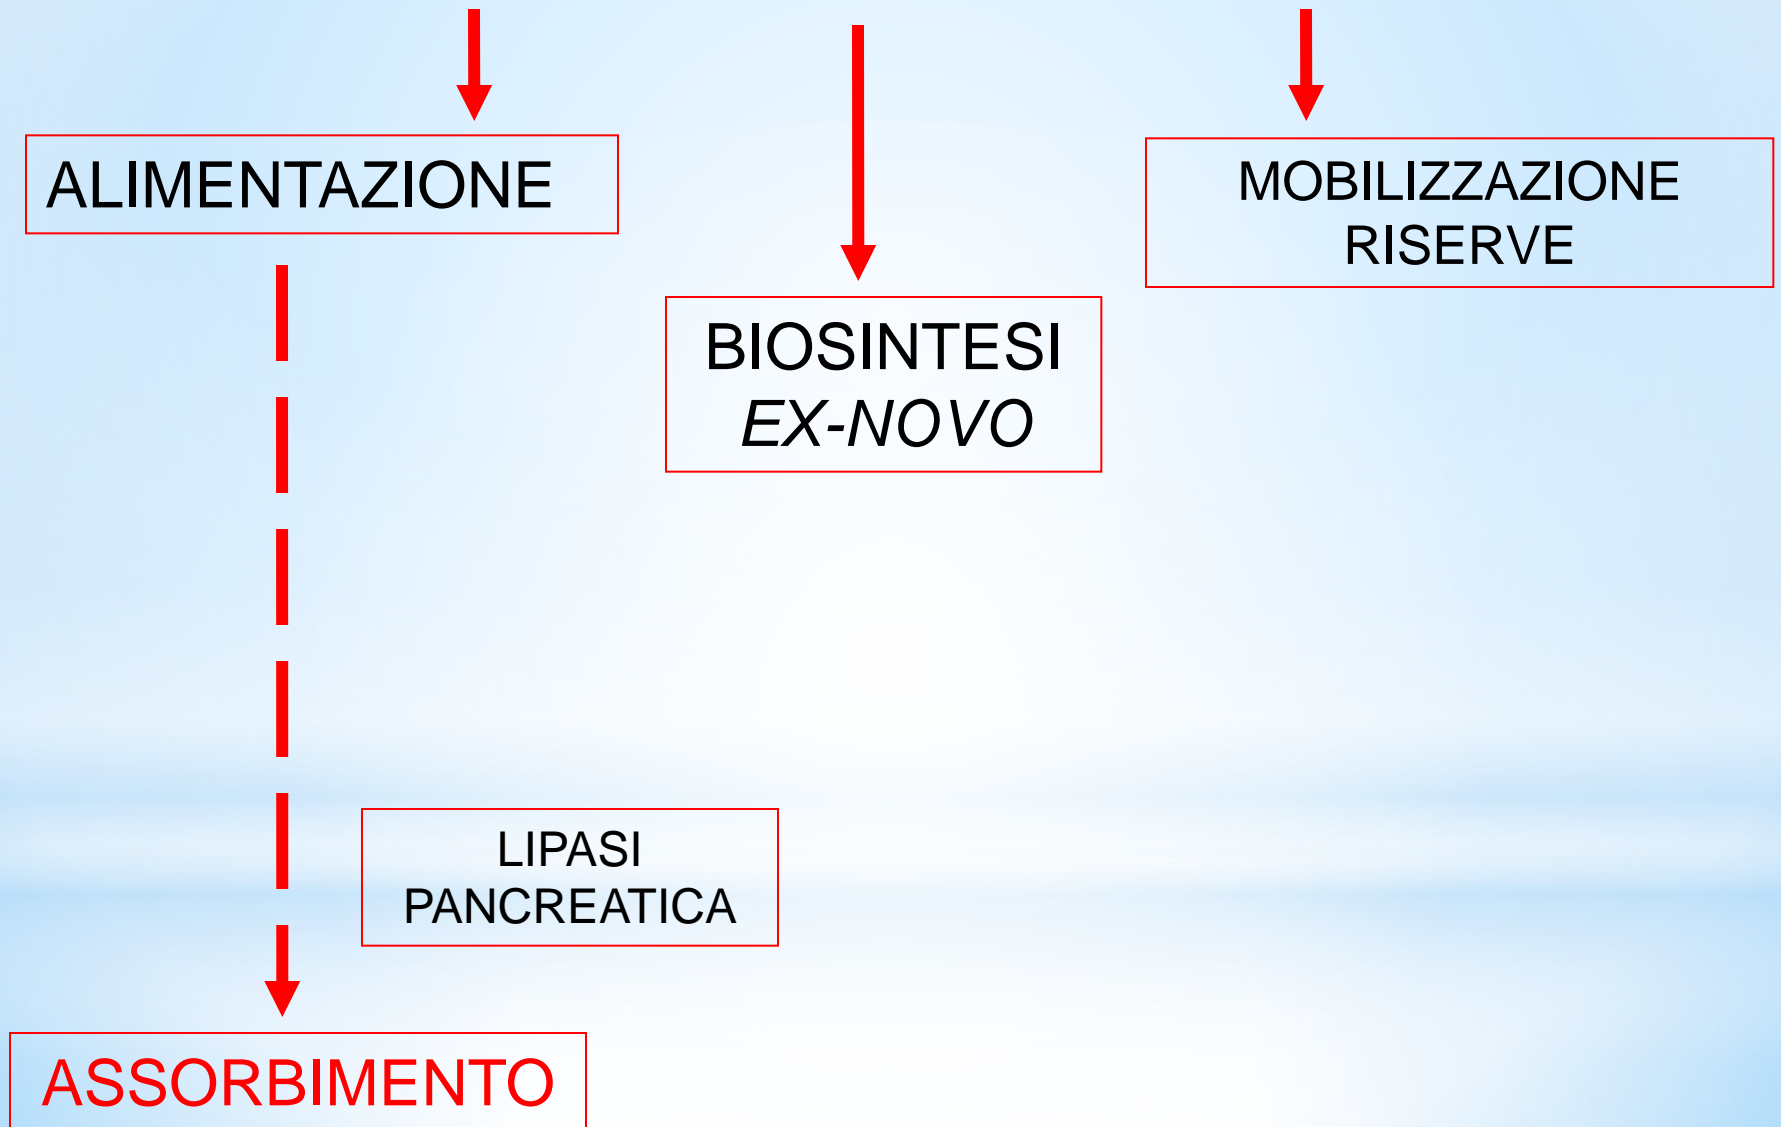 ALIMENTAZIONE
MOBILIZZAZIONE
RISERVE
BIOSINTESI
EX-NOVO
LIPASI
PANCREATICA
ASSORBIMENTO